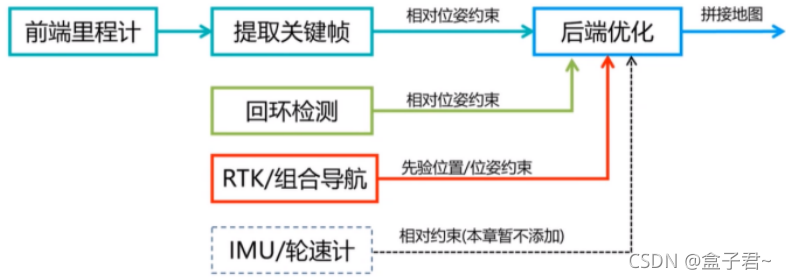 相对位姿约束
拼接地图
前端里程计
提取关键帧
后端优化
回环检测
相对位姿约束
RTK/组合导航
先验位置/位姿约束
IMU/轮速计
相对约束(本章暂不添加)
CSDN @盒子君~